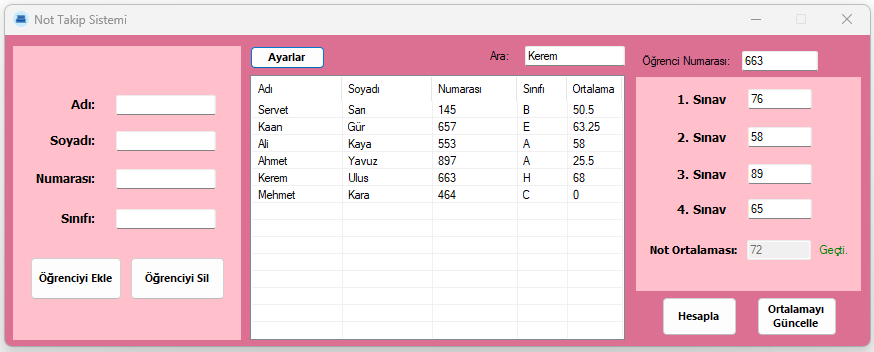 Not Takip Sistemi
Adı:
Soyadı:
Numarası:
Sınıfı:
Öğrenciyi Ekle Öğrenciyi Sil
Ayarlar Ara: Kerem
Adı Soyadı Numarası Sınıfı Ortalama
Servet Sarı 145 B 50.5
Kaan Gür 657 E 63.25
Ali Kaya 553 A 58
Ahmet Yavuz 897 A 25.5
Kerem Ulus 663 H 68
Mehmet Kara 464 C 0
Öğrenci Numarası: 663
1. Sınav 76
2. Sınav 58
3. Sınav 89
4. Sınav 65
Not Ortalaması: 72 Geçti.
Hesapla
Ortalamayı
Güncelle